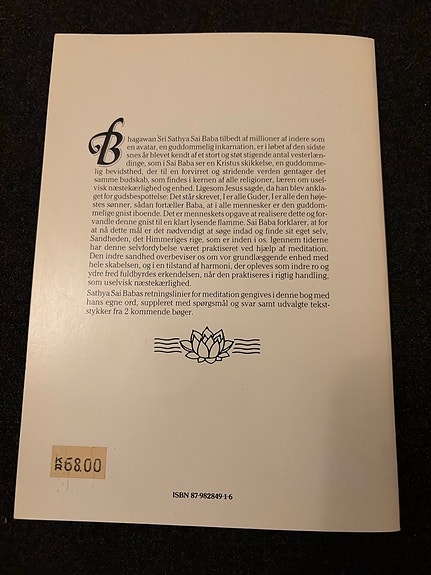 Bhagawan Sri Sathya Sai Baba tilbedt af millioner af indere som
en avatar, en guddommelig inkarnation, er i løbet af den sidste
snes år blevet kendt af et stort og støt stigende antal vesterlæn-
dinge, som i Sai Baba ser en Kristus skikkelse, en guddomme-
lig bevidsthed, der til en forvirret og stridende verden gentager det
samme budskab, som findes i kernen af alle religioner, læren om uselv-
visk næstekærlighed og enhed. Ligesom Jesus sagde, da han blev ankla-
get for gudsbespottelse: Det står skrevet, I er alle Guder, I er alle den høje-
stes sønner, sådan fortæller Baba, at i alle mennesker er den guddom-
melige gnist iboende. Det er menneskets opgave at realisere dette og for-
vandle denne gnist til en klart lysende flamme. Sai Baba forklarer, at for
at nå dette mål er det nødvendigt at søge indad og finde sit eget selv,
Sandheden, det Himmeriges rige, som er inden i os. Igennem tiderne
har denne selvfordybelse været praktiseret ved hjælp af meditation.
Den indre sandhed overbeviser os om vor grundlæggende enhed med
hele skabelsen, og i en tilstand af harmoni, der opleves som indre ro og
ydre fred fuldbyrdes erkendelsen, når den praktiseres i rigtig handling,
som uselvisk næstekærlighed.
Sathya Sai Babas retningslinier for meditation gengives i denne bog med
hans egne ord, suppleret med spørgsmål og svar samt udvalgte tekst-
stykker fra 2 kommende bøger.
KR 68.00
ISBN 87-982849-1-6